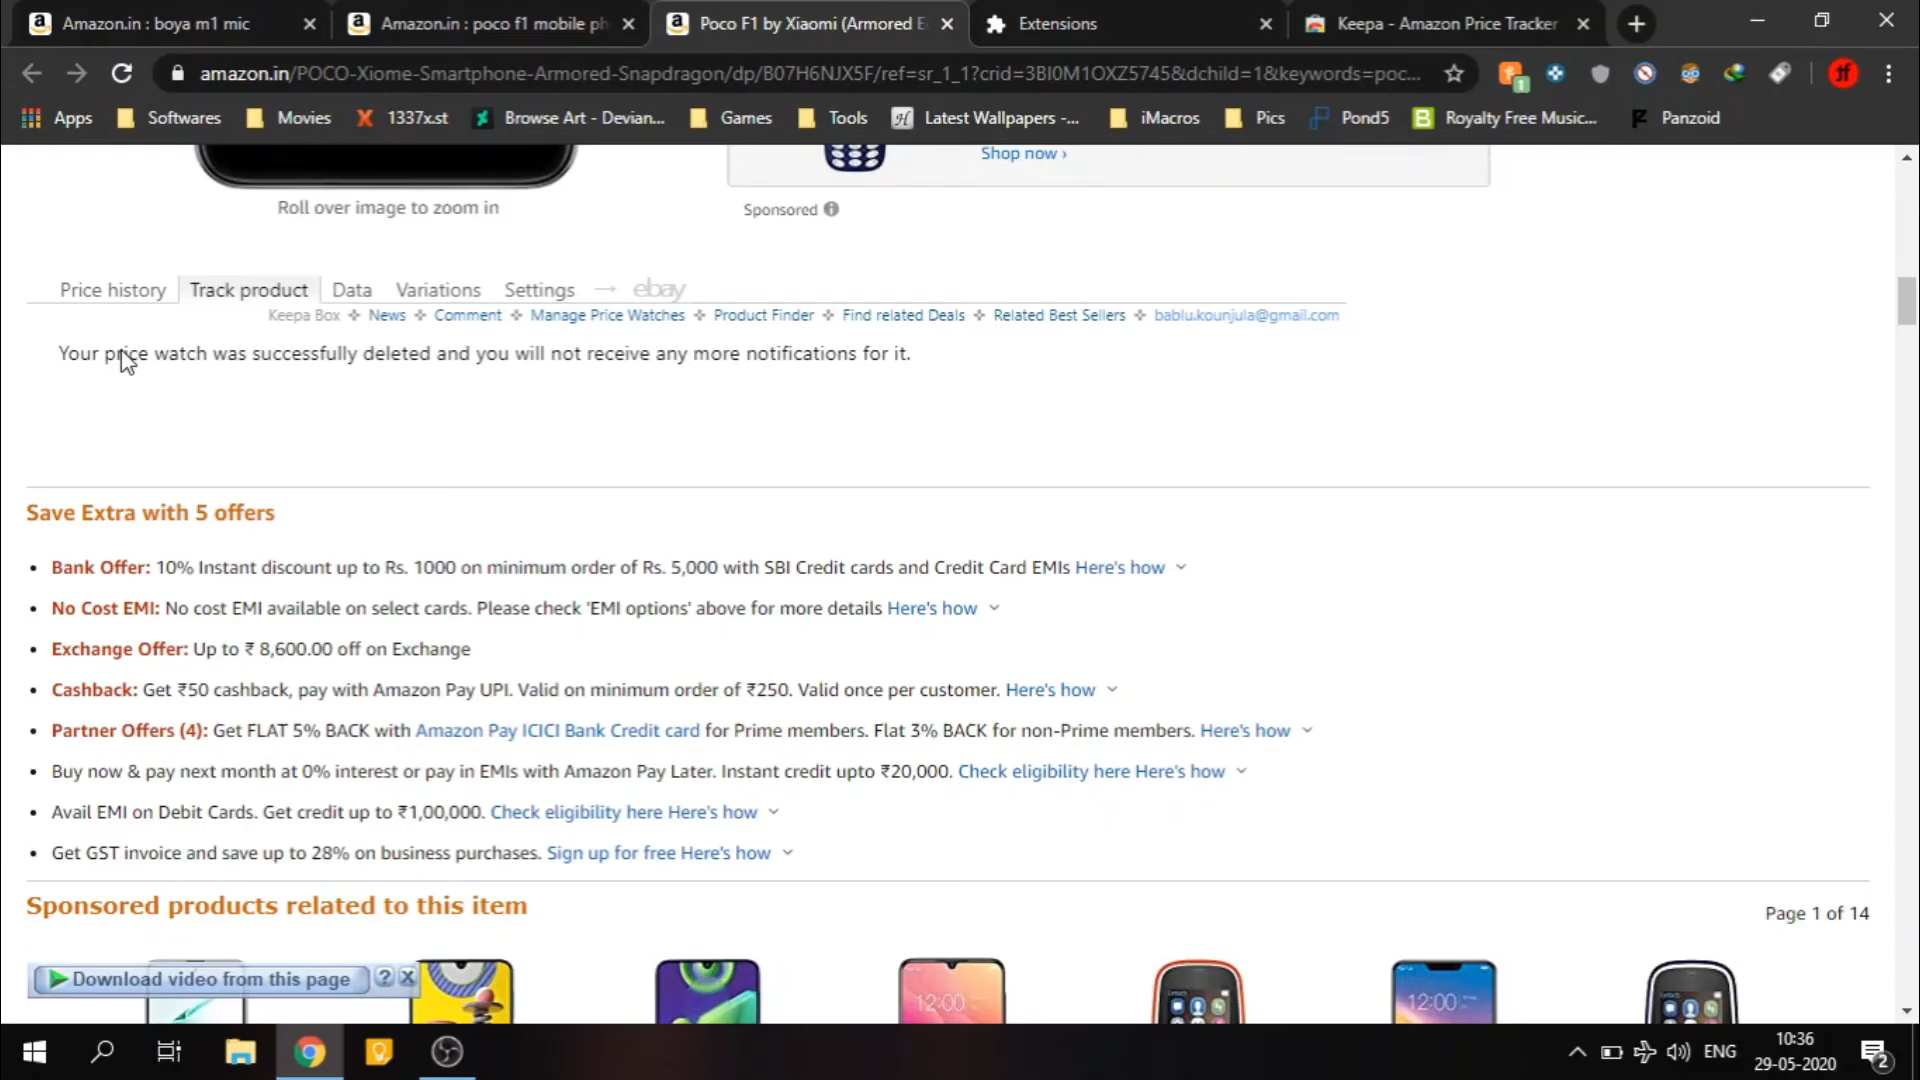 Amazon.in : boya m1 mic
Amazon.in : poco f1 mobile ph
Poco F1 by Xiaomi (Armored E
Extensions
Keepa - Amazon Price Tracker
amazon.in/POCO-Xiome-Smartphone-Armored-Snapdragon/dp/B07H6NJX5F/ref=sr_1_1?crid=3BI0M1OXZ5745&dchild=1&keywords=poc...
Apps
Softwares
Movies
1337x.st
Browse Art - Devian...
Games
Tools
Latest Wallpapers -...
iMacros
Pics
Pond5
Royalty Free Music...
Panzoid
Shop now ›
Roll over image to zoom in
Sponsored
Price history
Track product
Data
Variations
Settings
ebay
Keepa Box
News
Comment
Manage Price Watches
Product Finder
Find related Deals
Related Best Sellers
bablu.kounjula@gmail.com
Your price watch was successfully deleted and you will not receive any more notifications for it.
Save Extra with 5 offers
Bank Offer: 10% Instant discount up to Rs. 1000 on minimum order of Rs. 5,000 with SBI Credit cards and Credit Card EMIs Here's how
No Cost EMI: No cost EMI available on select cards. Please check 'EMI options' above for more details Here's how
Exchange Offer: Up to ₹ 8,600.00 off on Exchange
Cashback: Get ₹50 cashback, pay with Amazon Pay UPI. Valid on minimum order of ₹250. Valid once per customer. Here's how
Partner Offers (4): Get FLAT 5% BACK with Amazon Pay ICICI Bank Credit card for Prime members. Flat 3% BACK for non-Prime members. Here's how
Buy now & pay next month at 0% interest or pay in EMIs with Amazon Pay Later. Instant credit upto ₹20,000. Check eligibility here Here's how
Avail EMI on Debit Cards. Get credit up to ₹1,00,000. Check eligibility here Here's how
Get GST invoice and save up to 28% on business purchases. Sign up for free Here's how
Sponsored products related to this item
Page 1 of 14
Download video from this page
12:00
12:00
ENG
10:36
29-05-2020
2